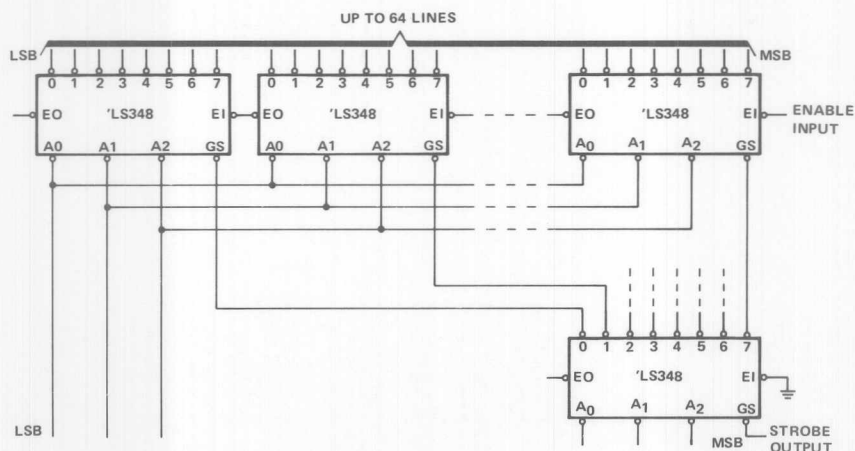 UP TO 64 LINES
LSB MSB
0 1 2 3 4 5 6 7 0 1 2 3 4 5 6 7 0 1 2 3 4 5 6 7
EO 'LS348 EI EO 'LS348 EI EO 'LS348 EI ENABLE
INPUT
A0 A1 A2 GS A0 A1 A2 GS A0 A1 A2 GS
0 1 2 3 4 5 6 7
EO 'LS348 EI
A0 A1 A2 GS
LSB MSB STROBE
OUTPUT